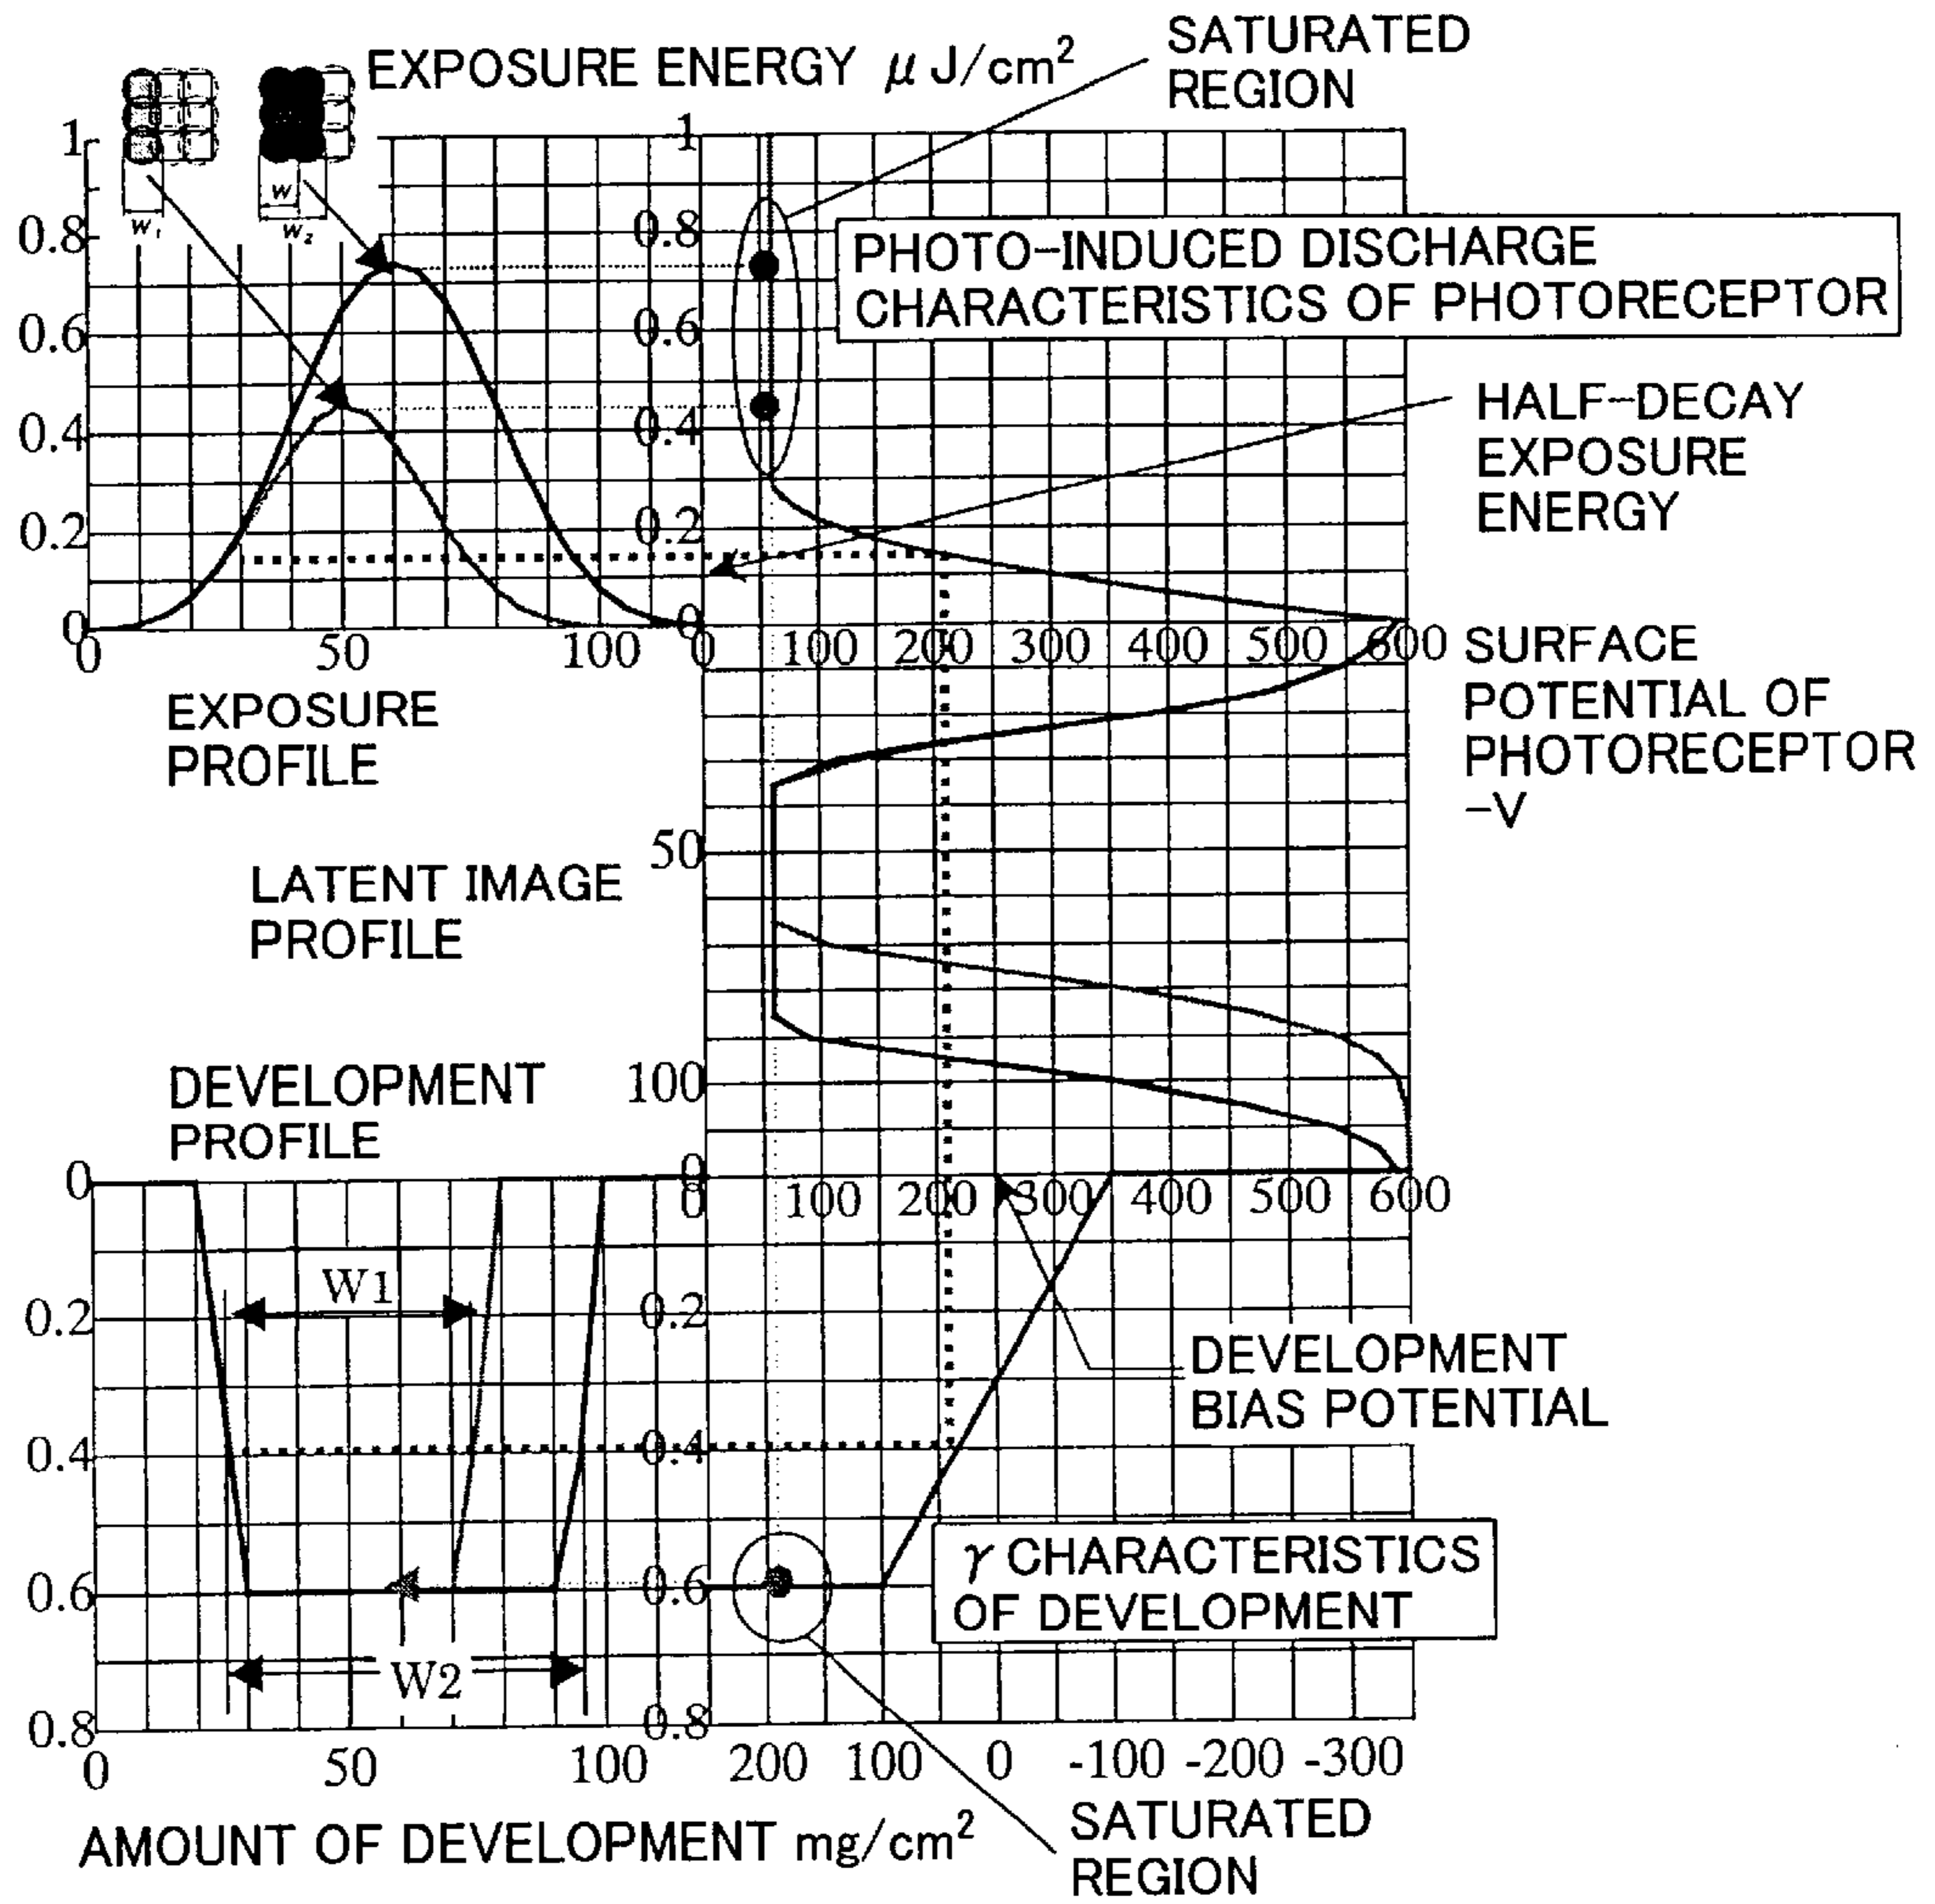 EXPOSURE ENERGY μJ/cm²
SATURATED
REGION
w₁
w
w₂
1
0.8
0.6
0.4
0.2
0
0
50
100
1
0.8
0.6
0.4
0.2
0
PHOTO-INDUCED DISCHARGE
CHARACTERISTICS OF PHOTORECEPTOR
HALF-DECAY
EXPOSURE
ENERGY
0 100 200 300 400 500 600
SURFACE
POTENTIAL OF
PHOTORECEPTOR
-V
EXPOSURE
PROFILE
LATENT IMAGE
PROFILE
50
100
DEVELOPMENT
PROFILE
0
0.2
0.4
0.6
0.8
W1
W2
0
0.2
0.4
0.6
0.8
0 100 200 300 400 500 600
DEVELOPMENT
BIAS POTENTIAL
γ CHARACTERISTICS
OF DEVELOPMENT
0 50 100
200 100 0 -100 -200 -300
AMOUNT OF DEVELOPMENT mg/cm²
SATURATED
REGION